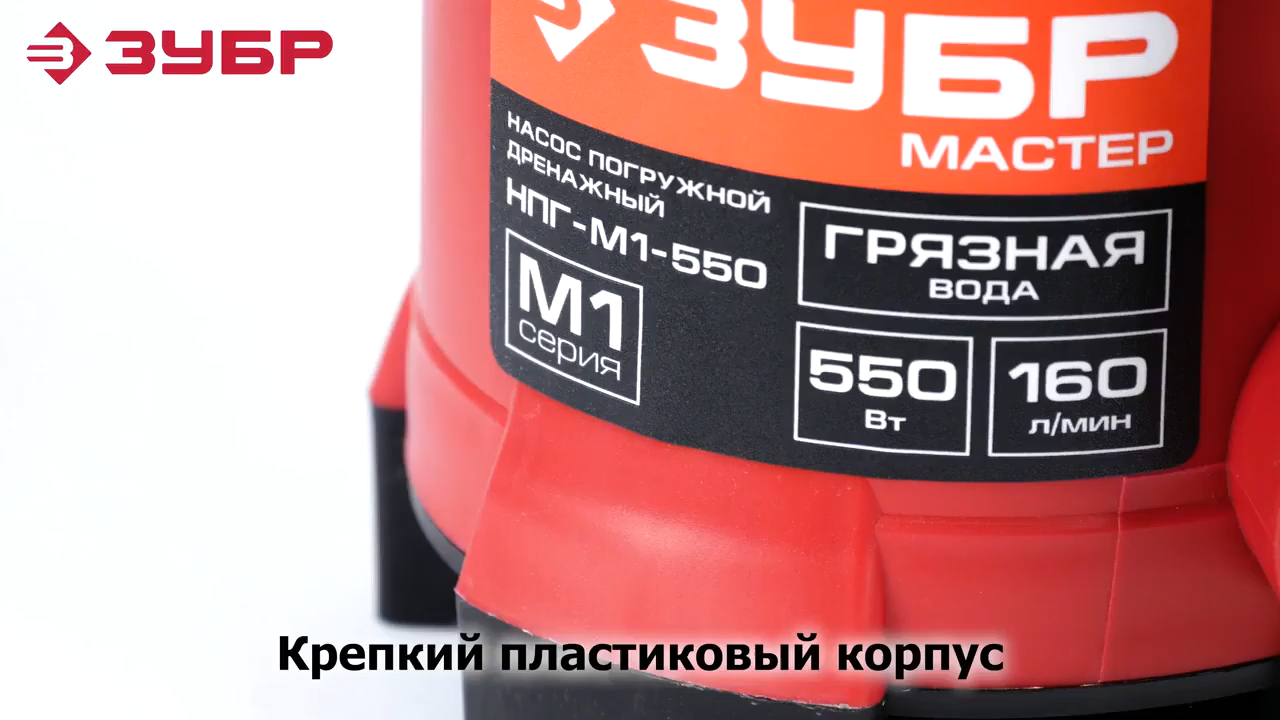 ЗУБР
ЗУБР
МАСТЕР
НАСОС ПОГРУЖНОЙ
ДРЕНАЖНЫЙ
НПГ-М1-550
М1
серия
ГРЯЗНАЯ
ВОДА
550
Вт
160
л/мин
Крепкий пластиковый корпус